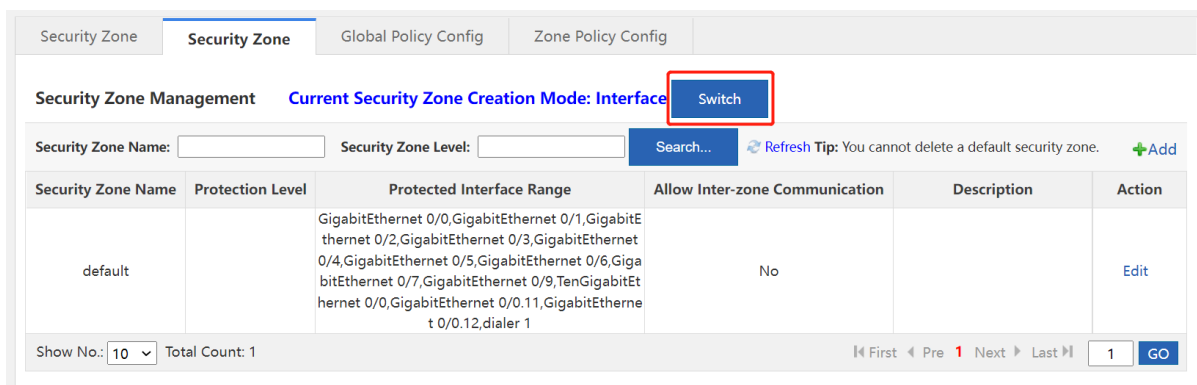 Security Zone Security Zone Global Policy Config Zone Policy Config
Security Zone Management Current Security Zone Creation Mode: Interface Switch
Security Zone Name: Security Zone Level: Search... Refresh Tip: You cannot delete a default security zone. Add
Security Zone Name Protection Level Protected Interface Range Allow Inter-zone Communication Description Action
GigabitEthernet 0/0,GigabitEthernet 0/1,GigabitE
thernet 0/2,GigabitEthernet 0/3,GigabitEthernet
0/4,GigabitEthernet 0/5,GigabitEthernet 0/6,Giga
default bitEthernet 0/7,GigabitEthernet 0/9,TenGigabitEt No Edit
hernet 0/0,GigabitEthernet 0/0.11,GigabitEtherne
t 0/0.12,dialer 1
Show No.: 10 Total Count: 1 First Pre 1 Next Last 1 GO